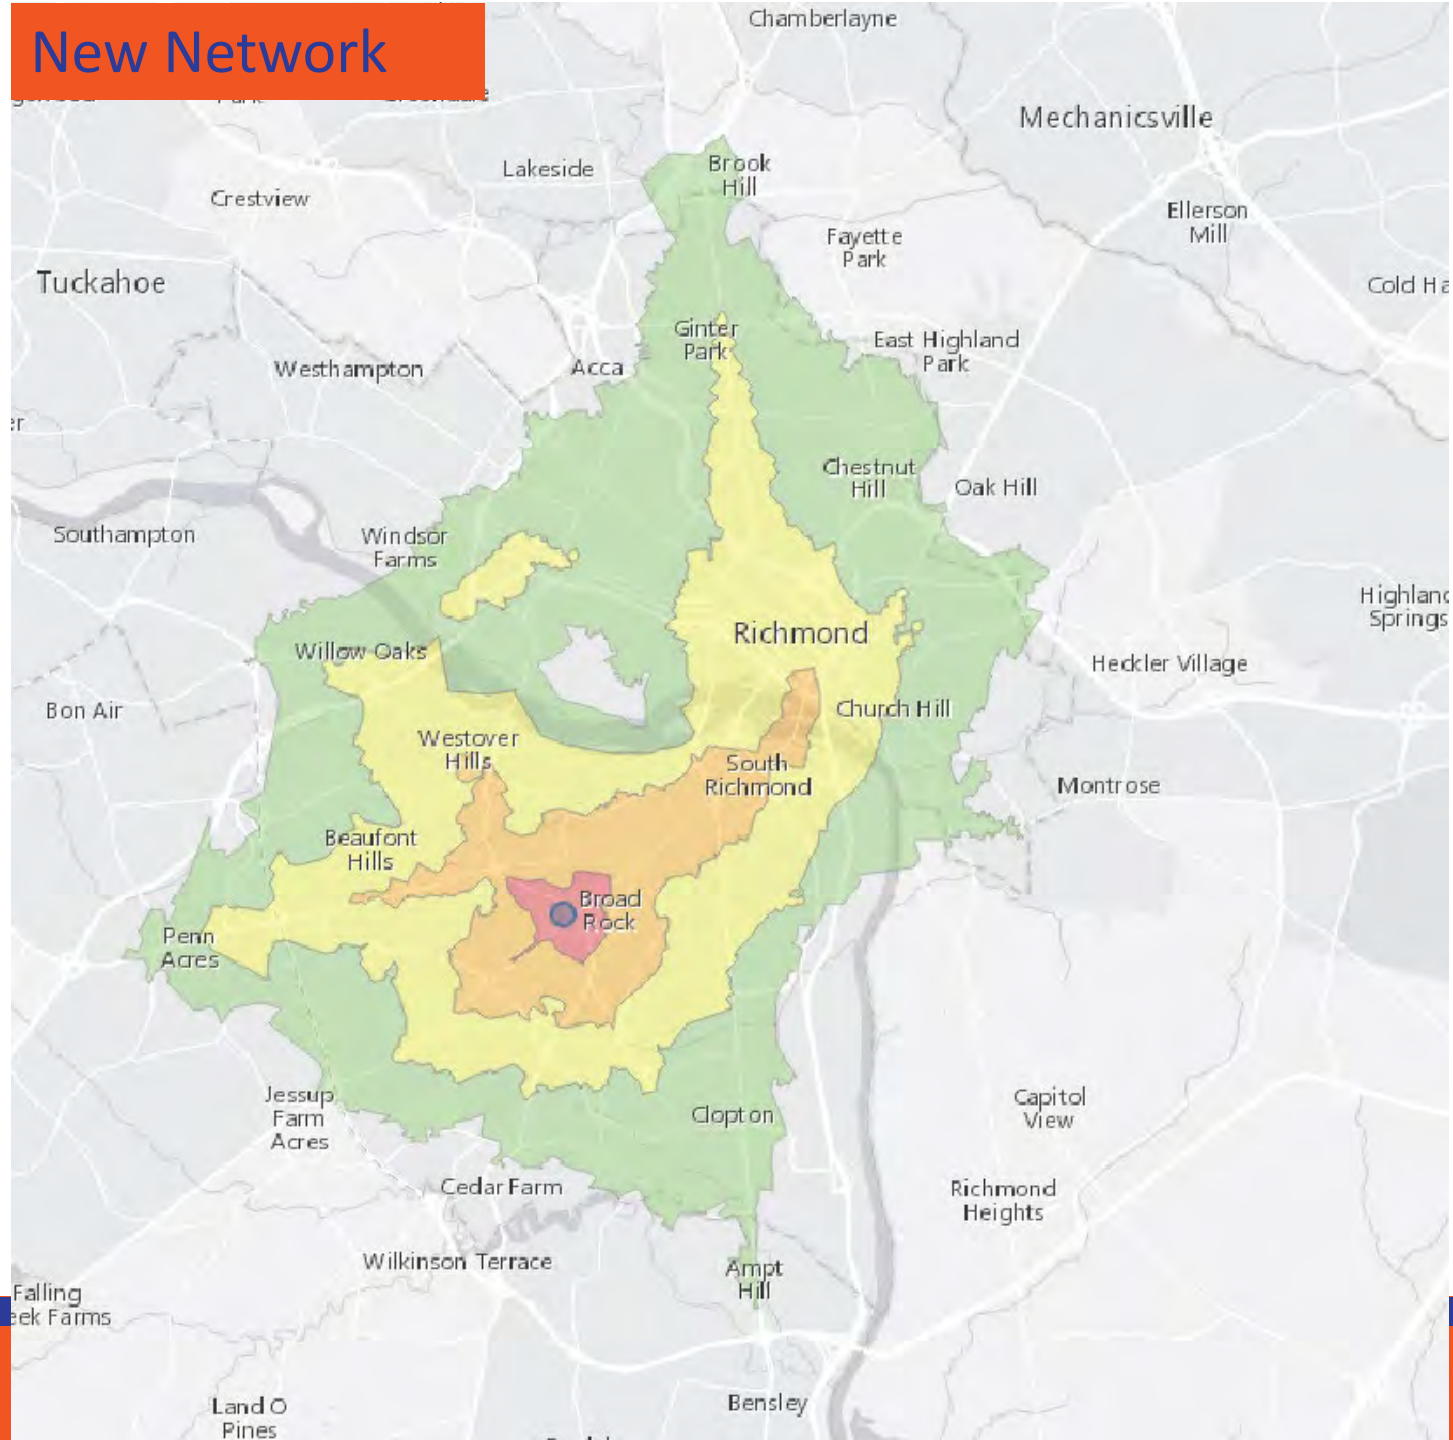 New Network
Chamberlayne
Mechanicsville
Lakeside
Brook
Hill
Crestview
Ellerson
Mill
Fayette
Park
Tuckahoe
Cold Ha
Ginter
Park
East Highland
Park
Westhampton
Acca
er
Chestnut
Hill
Oak Hill
Southampton
Windsor
Farms
Highland
Springs
Richmond
Willow Oaks
Heckler Village
Bon Air
Church Hill
Westover
Hills
South
Richmond
Montrose
Beaufont
Hills
Broad
Rock
Penn
Acres
Jessup
Farm
Acres
Clopton
Capitol
View
Cedar Farm
Richmond
Heights
Wilkinson Terrace
Ampt
Hill
Falling
eek Farms
Land O
Pines
Bensley